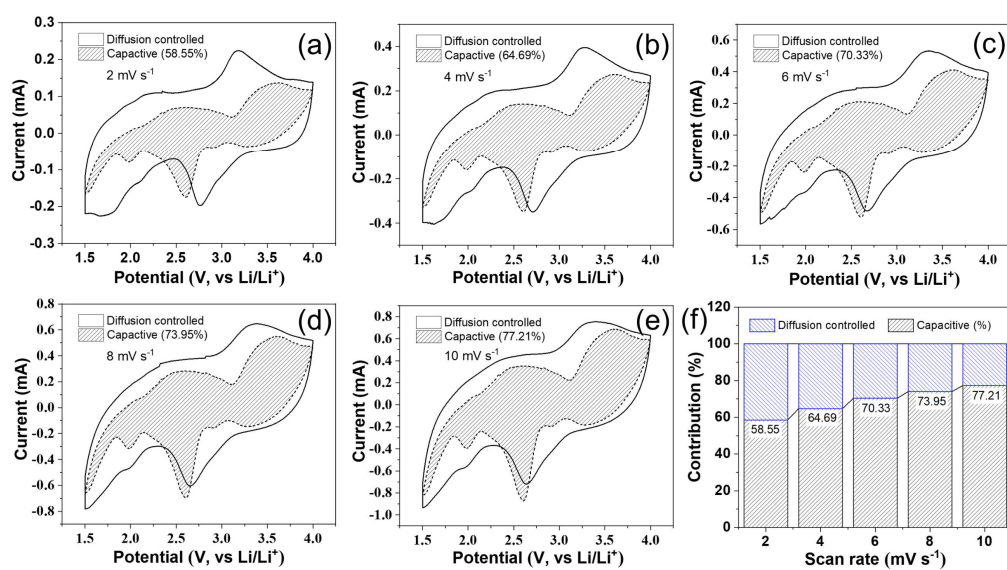 (a)
Diffusion controlled
Capactive (58.55%)
2 mV s⁻¹
0.3
0.2
0.1
0.0
-0.1
-0.2
-0.3
Current (mA)
1.5 2.0 2.5 3.0 3.5 4.0
Potential (V, vs Li/Li⁺)
(b)
Diffusion controlled
Capactive (64.69%)
4 mV s⁻¹
0.4
0.2
0.0
-0.2
-0.4
Current (mA)
1.5 2.0 2.5 3.0 3.5 4.0
Potential (V, vs Li/Li⁺)
(c)
Diffusion controlled
Capactive (70.33%)
6 mV s⁻¹
0.6
0.4
0.2
0.0
-0.2
-0.4
-0.6
Current (mA)
1.5 2.0 2.5 3.0 3.5 4.0
Potential (V, vs Li/Li⁺)
(d)
Diffusion controlled
Capactive (73.95%)
8 mV s⁻¹
0.8
0.6
0.4
0.2
0.0
-0.2
-0.4
-0.6
-0.8
Current (mA)
1.5 2.0 2.5 3.0 3.5 4.0
Potential (V, vs Li/Li⁺)
(e)
Diffusion controlled
Capactive (77.21%)
10 mV s⁻¹
0.8
0.6
0.4
0.2
0.0
-0.2
-0.4
-0.6
-0.8
-1.0
Current (mA)
1.5 2.0 2.5 3.0 3.5 4.0
Potential (V, vs Li/Li⁺)
(f)
Diffusion controlled Capacitive (%)
120
100
80
60
40
20
0
Contribution (%)
58.55 64.69 70.33 73.95 77.21
2 4 6 8 10
Scan rate (mV s⁻¹)